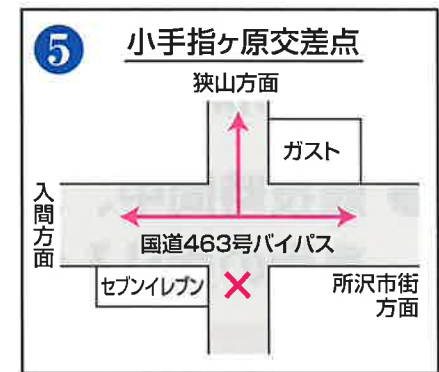 5
小手指ヶ原交差点
狭山方面
ガスト
入間方面
国道463号バイパス
セブンイレブン
所沢市街
方面